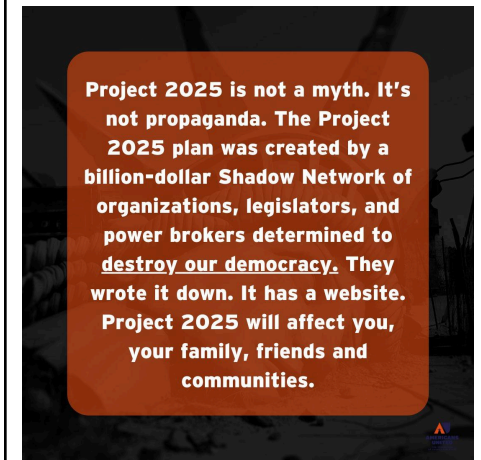 Project 2025 is not a myth. It's
not propaganda. The Project
2025 plan was created by a
billion-dollar Shadow Network of
organizations, legislators, and
power brokers determined to
destroy our democracy. They
wrote it down. It has a website.
Project 2025 will affect you,
your family, friends and
communities.